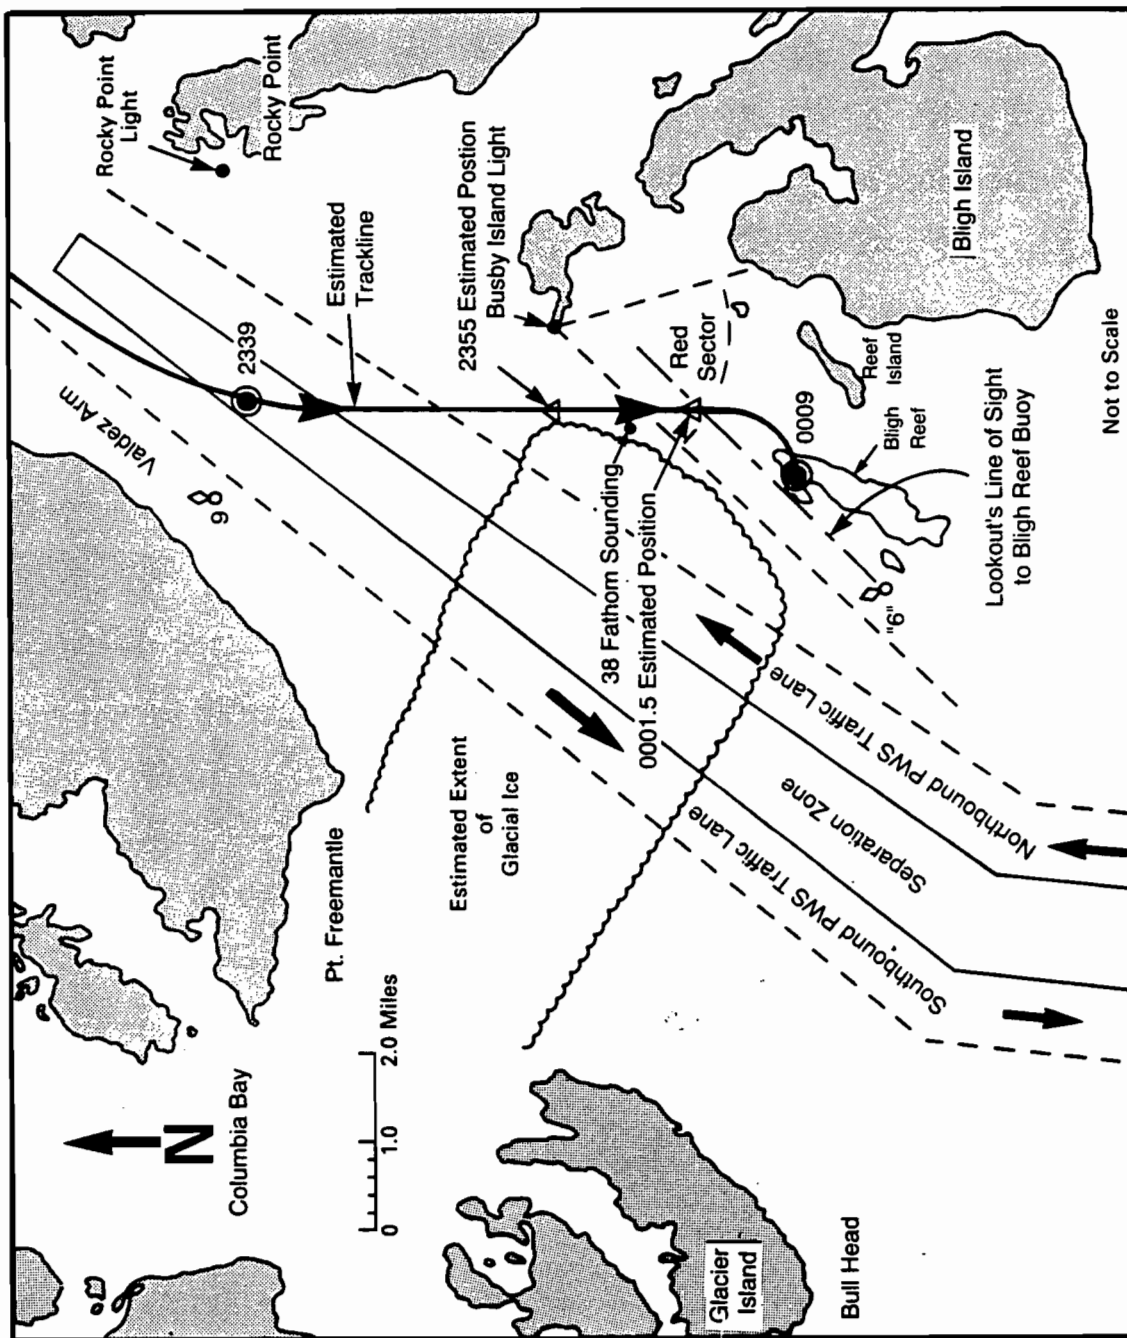 Rocky Point
Light
Rocky Point
2339
Estimated
Trackline
Valdez Arm
9
2355 Estimated Postion
Busby Island Light
Red
Sector
Bligh Island
0009
Reef
Island
Bligh
Reef
38 Fathom Sounding
0001.5 Estimated Position
"6"
Lookout's Line of Sight
to Bligh Reef Buoy
Not to Scale
Northbound PWS Traffic Lane
Separation Zone
Southbound PWS Traffic Lane
Estimated Extent
of
Glacial Ice
Pt. Freemantle
N
Columbia Bay
0 1.0 2.0 Miles
Glacier
Island
Bull Head